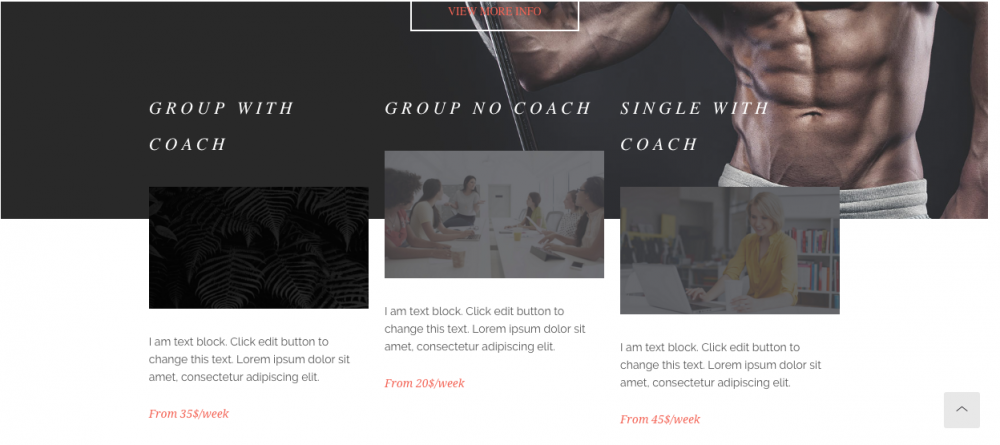 VIEW MORE INFO
GROUP WITH
COACH
GROUP NO COACH
SINGLE WITH
COACH
I am text block. Click edit button to
change this text. Lorem ipsum dolor sit
amet, consectetur adipiscing elit.
From 35$/week
I am text block. Click edit button to
change this text. Lorem ipsum dolor sit
amet, consectetur adipiscing elit.
From 20$/week
I am text block. Click edit button to
change this text. Lorem ipsum dolor sit
amet, consectetur adipiscing elit.
From 45$/week